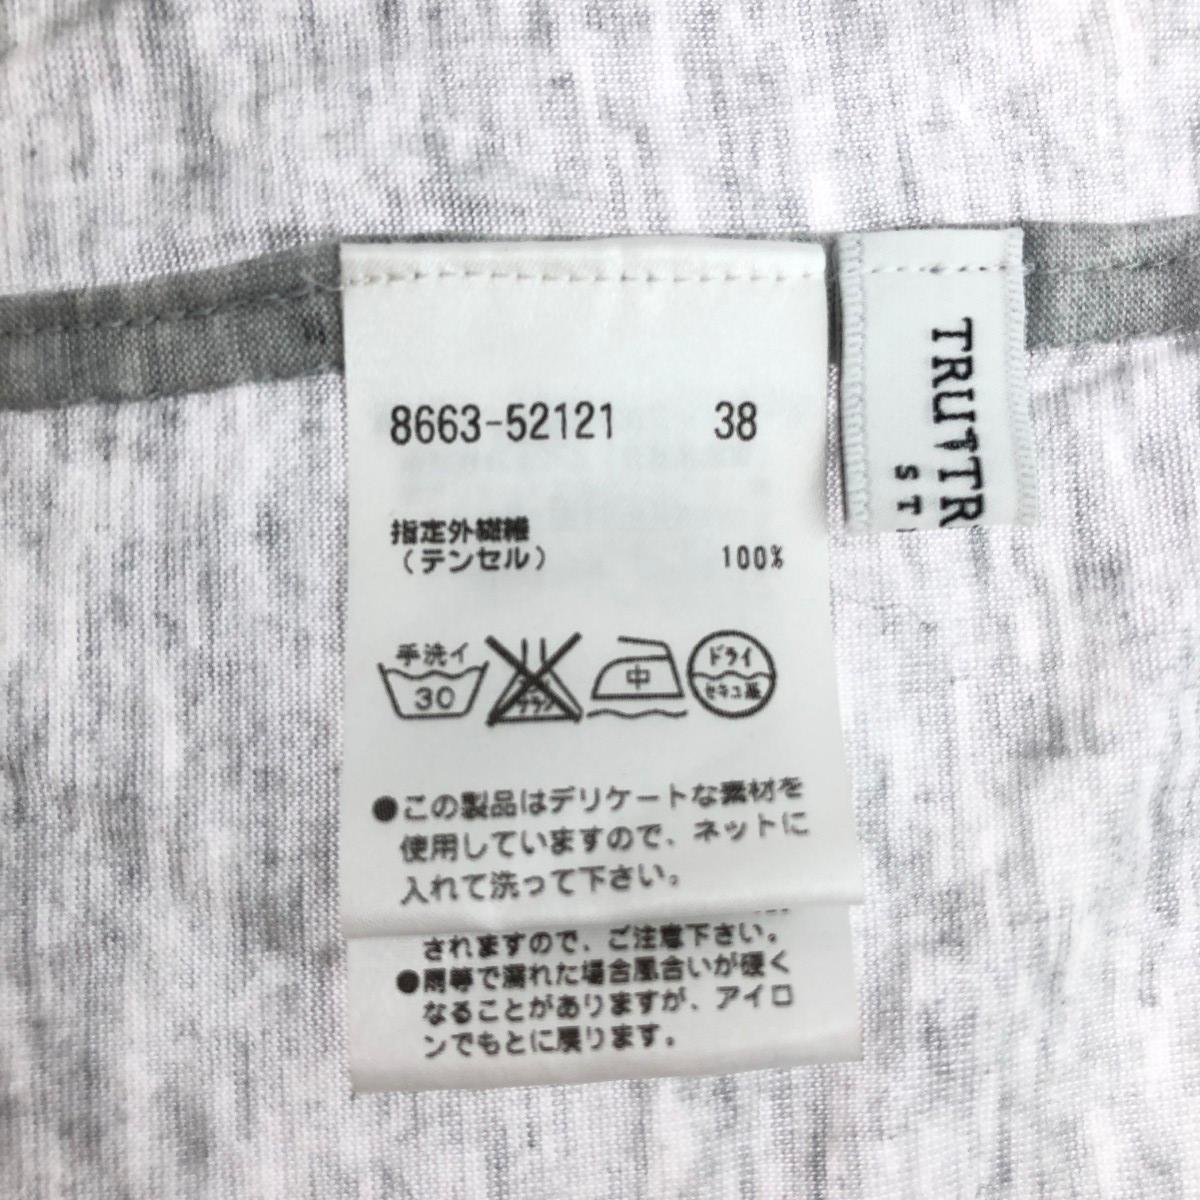 8663-52121 38
指定外繊維
(テンセル) 100%
手洗イ
30
中
ドライ
セキユ系
●この製品はデリケートな素材を
使用していますので、ネットに
入れて洗って下さい。
されますので、ご注意下さい。
●雨等で濡れた場合風合いが硬く
なることがありますが、アイロ
ンでもとに戻ります。
TRUTTR
ST